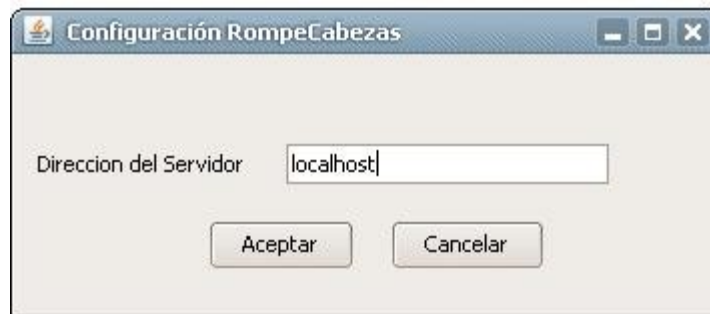 Configuración RompeCabezas
Direccion del Servidor localhost
Aceptar Cancelar